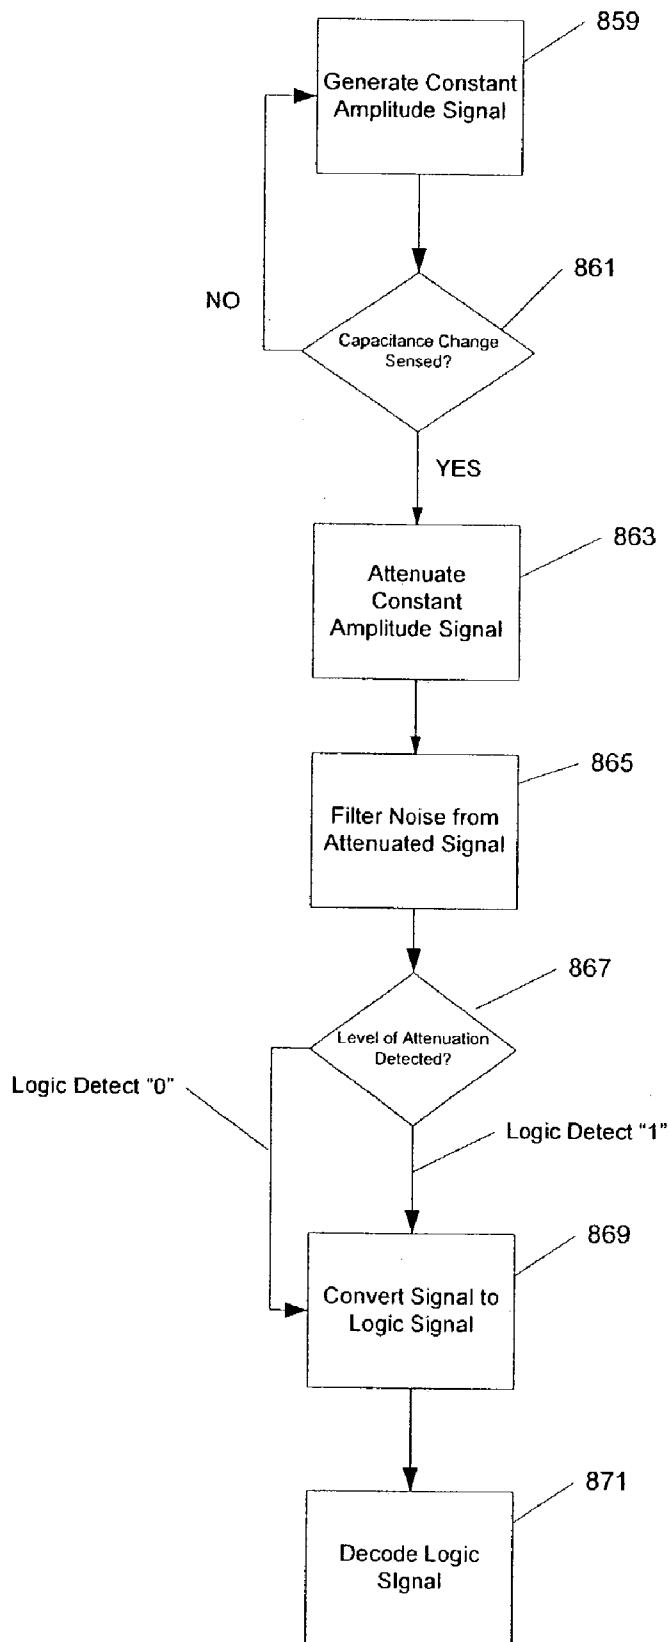 859
Generate Constant
Amplitude Signal
861
NO
Capacitance Change
Sensed?
YES
863
Attenuate
Constant
Amplitude Signal
865
Filter Noise from
Attenuated Signal
867
Level of Attenuation
Detected?
Logic Detect “0”
Logic Detect “1”
869
Convert Signal to
Logic Signal
871
Decode Logic
SIgnal